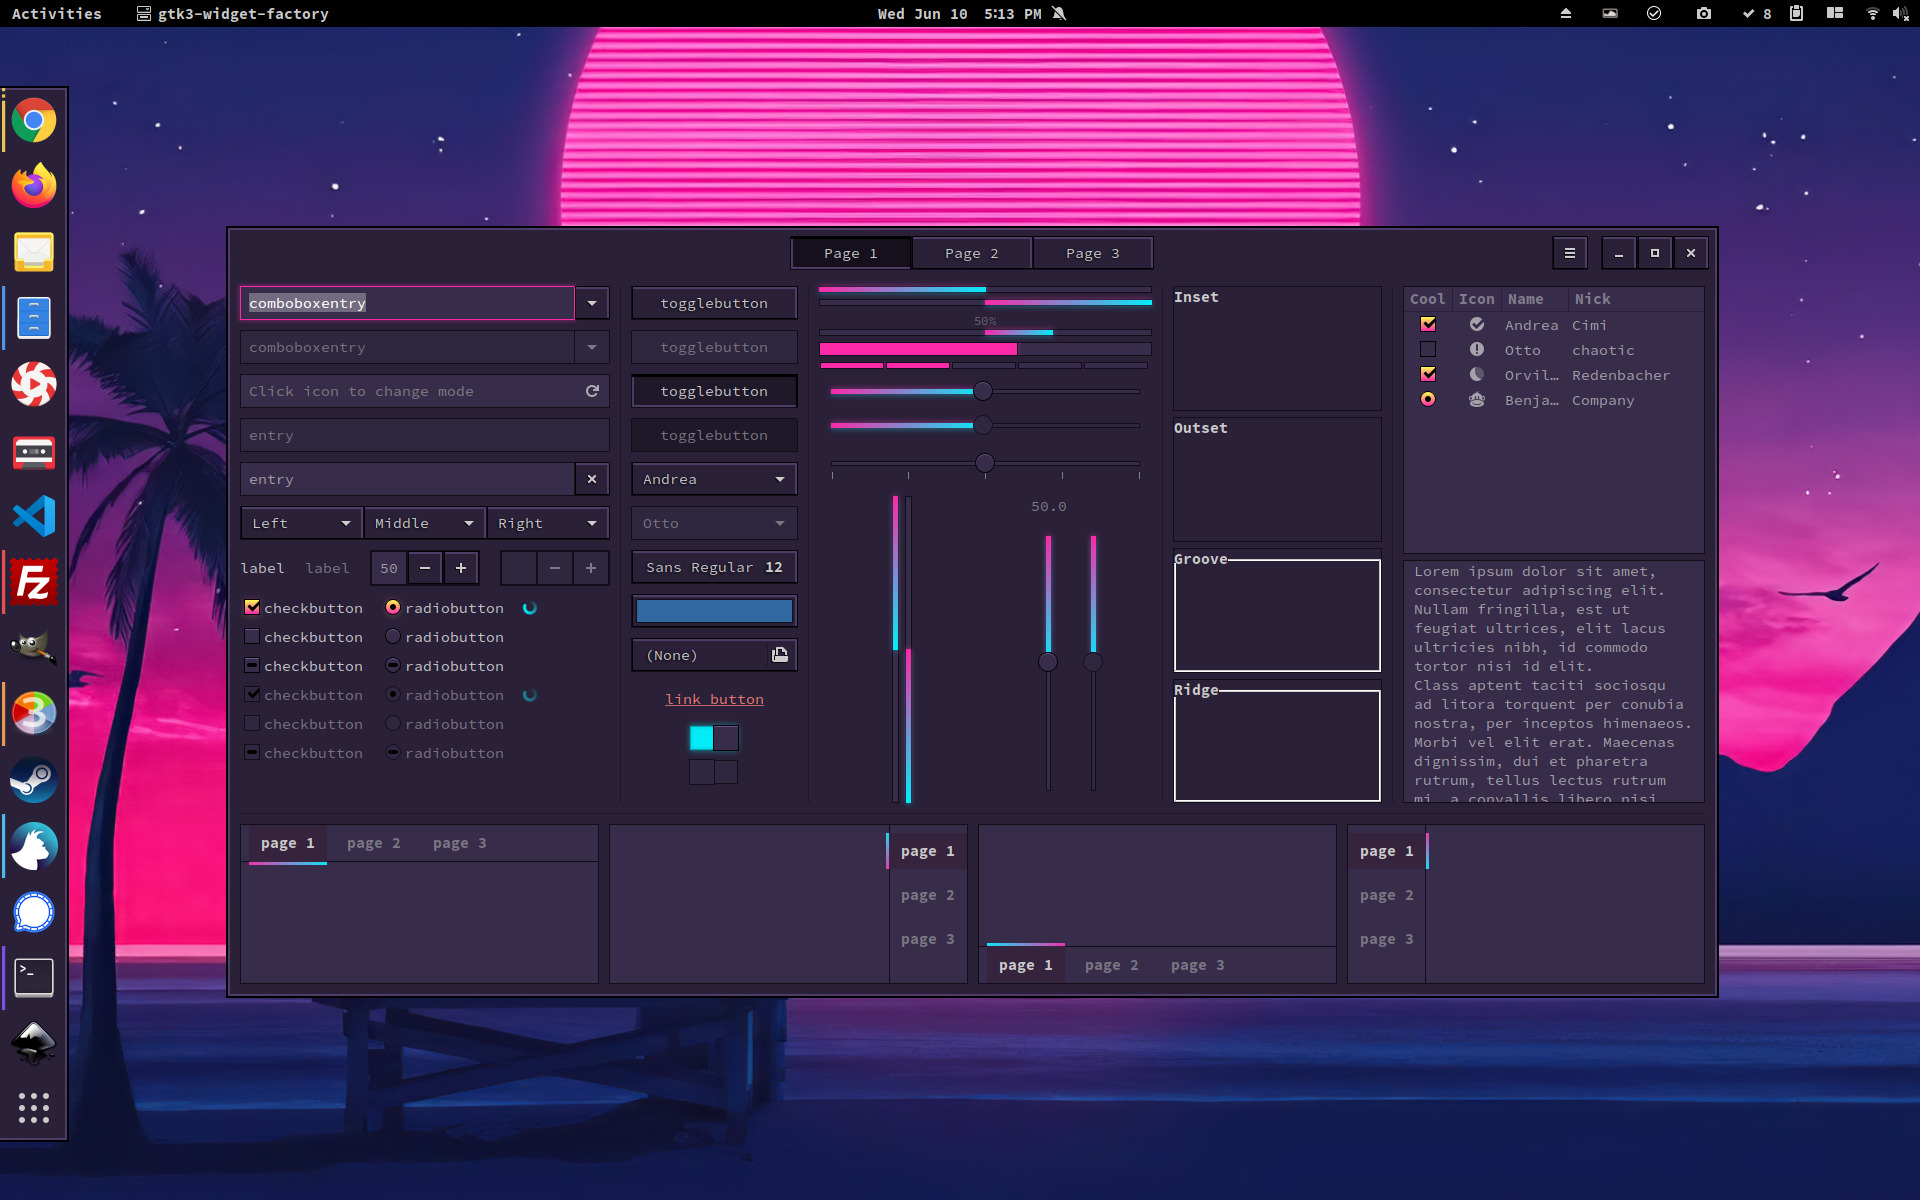 Activities
gtk3-widget-factory
Wed Jun 10 5:13 PM
8
Page 1
Page 2
Page 3
comboboxentry
comboboxentry
Click icon to change mode
entry
entry
Left
Middle
Right
label
label
50
checkbutton
radiobutton
checkbutton
radiobutton
checkbutton
radiobutton
checkbutton
radiobutton
checkbutton
radiobutton
checkbutton
radiobutton
togglebutton
togglebutton
togglebutton
togglebutton
Andrea
Otto
Sans Regular 12
(None)
link button
50%
50.0
Inset
Outset
Groove
Ridge
Cool Icon Name Nick
Andrea Cimi
Otto chaotic
Orvil… Redenbacher
Benja… Company
Lorem ipsum dolor sit amet,
consectetur adipiscing elit.
Nullam fringilla, est ut
feugiat ultrices, elit lacus
ultricies nibh, id commodo
tortor nisi id elit.
Class aptent taciti sociosqu
ad litora torquent per conubia
nostra, per inceptos himenaeos.
Morbi vel elit erat. Maecenas
dignissim, dui et pharetra
rutrum, tellus lectus rutrum
mi, a convallis libero nisi
page 1
page 2
page 3
page 1
page 2
page 3
page 1
page 2
page 3
page 1
page 2
page 3
Fz
3
>_